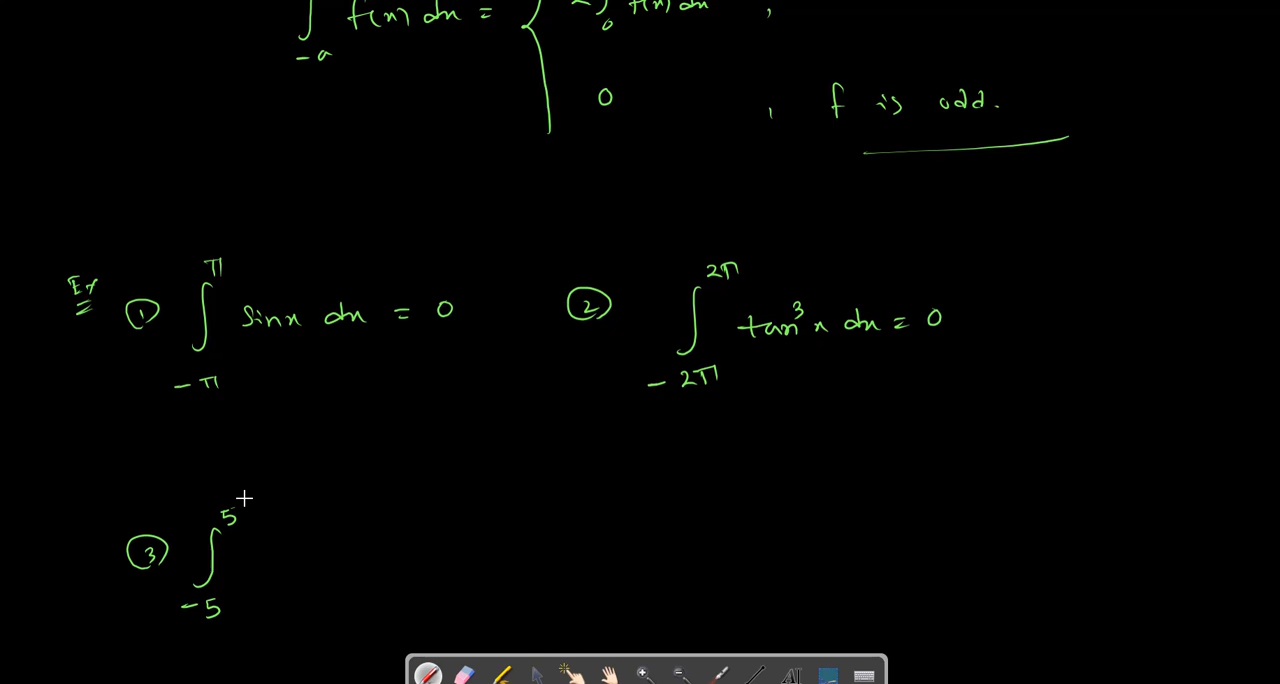 ∫_{-a} f(x) dx = { 2∫_0 f(x) dx ,
0 , f is odd.
Ex ① ∫_{-π}^{π} sinx dx = 0 ② ∫_{-2π}^{2π} tan³x dx = 0
③ ∫_{-5}^{5}